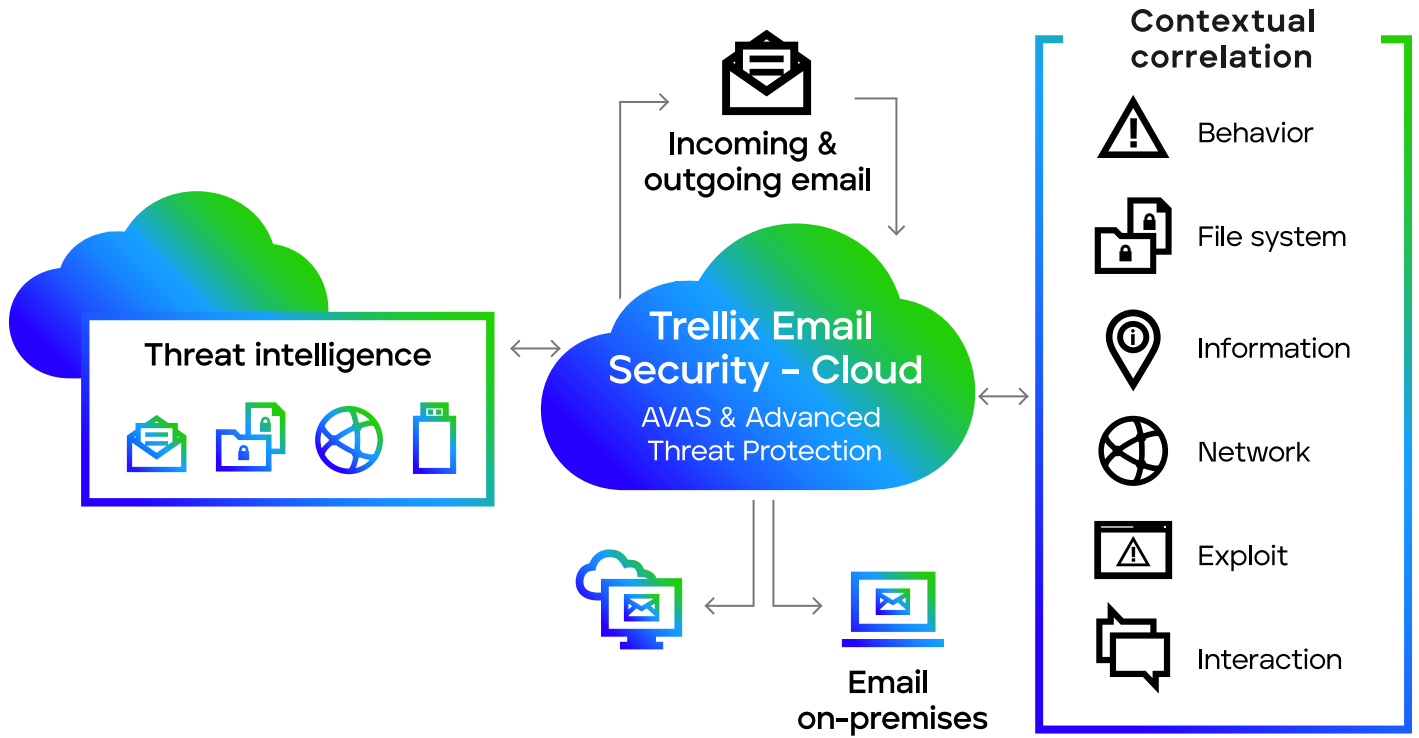 Contextual
correlation
Incoming &
outgoing email
Behavior
File system
Threat intelligence
Trellix Email
Security – Cloud
AVAS & Advanced
Threat Protection
Information
Network
Exploit
Interaction
Email
on-premises